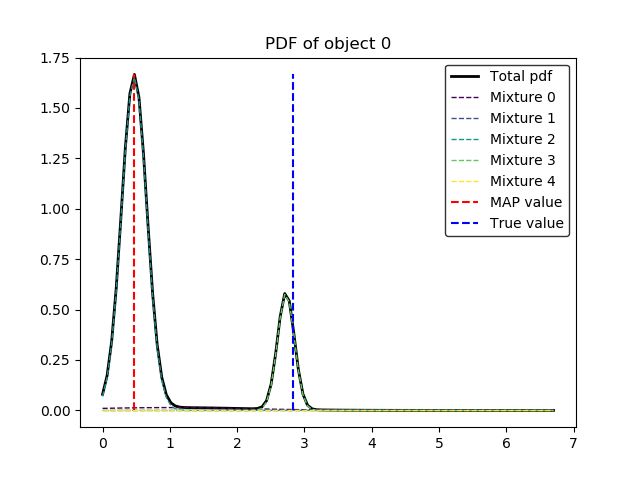 PDF of object 0
1.75
1.50
1.25
1.00
0.75
0.50
0.25
0.00
Total pdf
Mixture 0
Mixture 1
Mixture 2
Mixture 3
Mixture 4
MAP value
True value
0 1 2 3 4 5 6 7